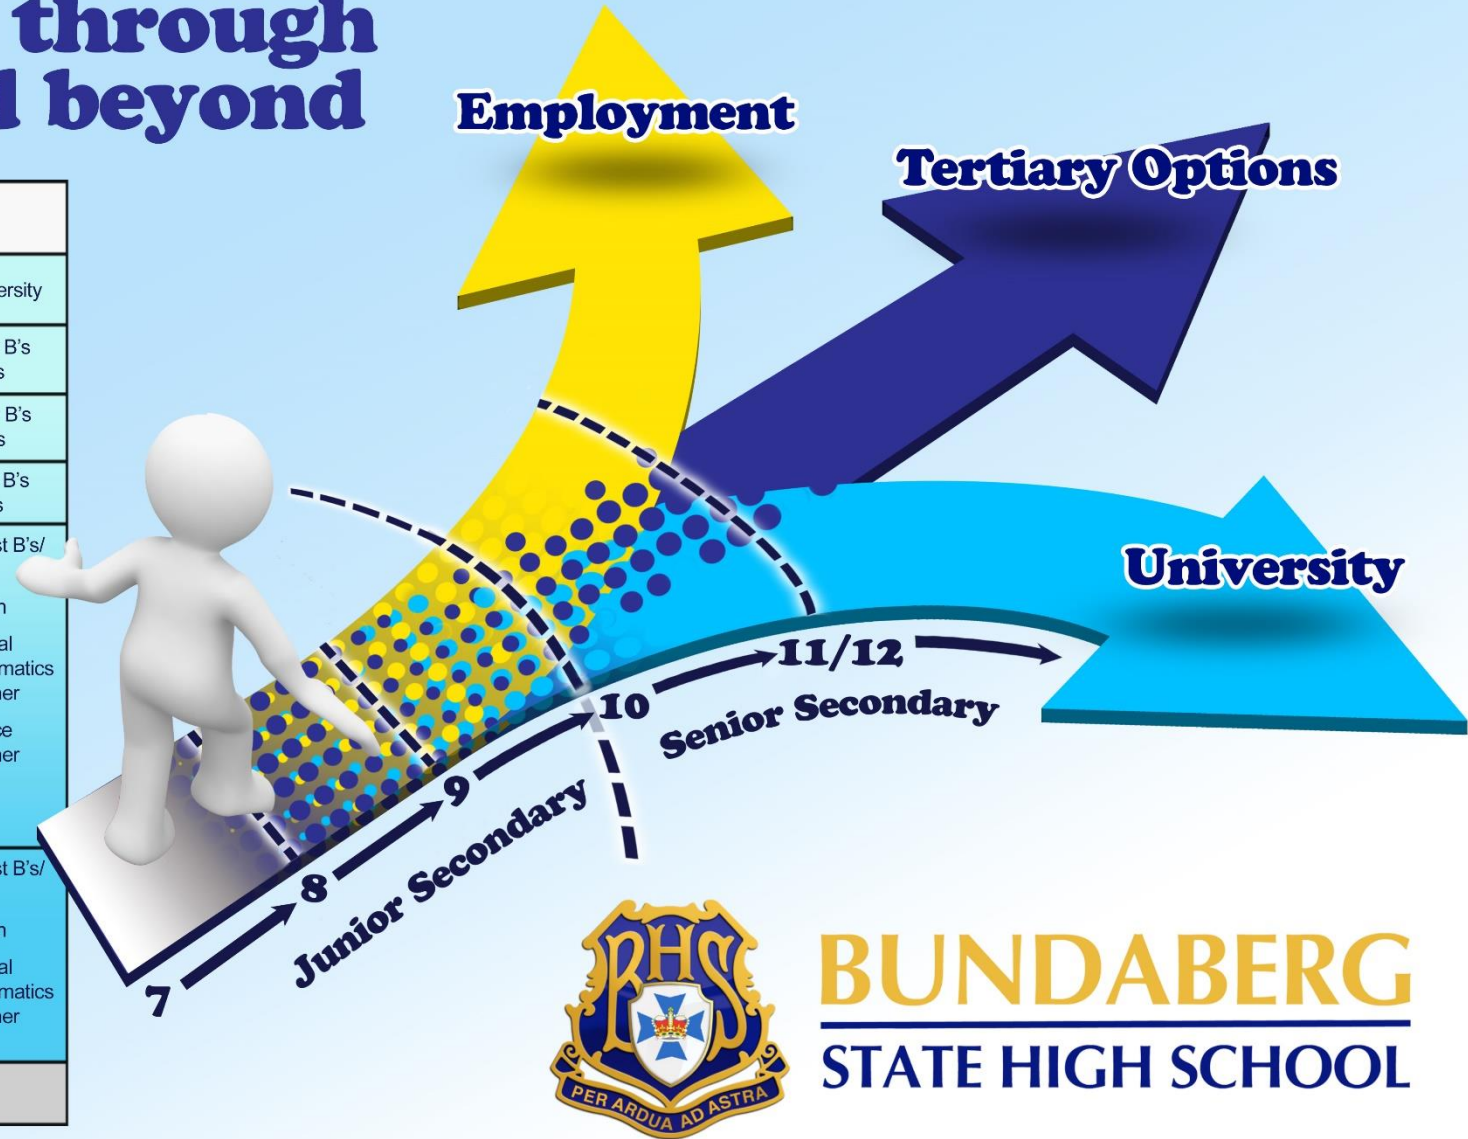 through
beyond
Employment
Tertiary Options
University
B's
B's
B's
B's/
B's/
7
8
9
10
11/12
Junior Secondary
Senior Secondary
BHS
PER ARDUA AD ASTRA
BUNDABERG
STATE HIGH SCHOOL